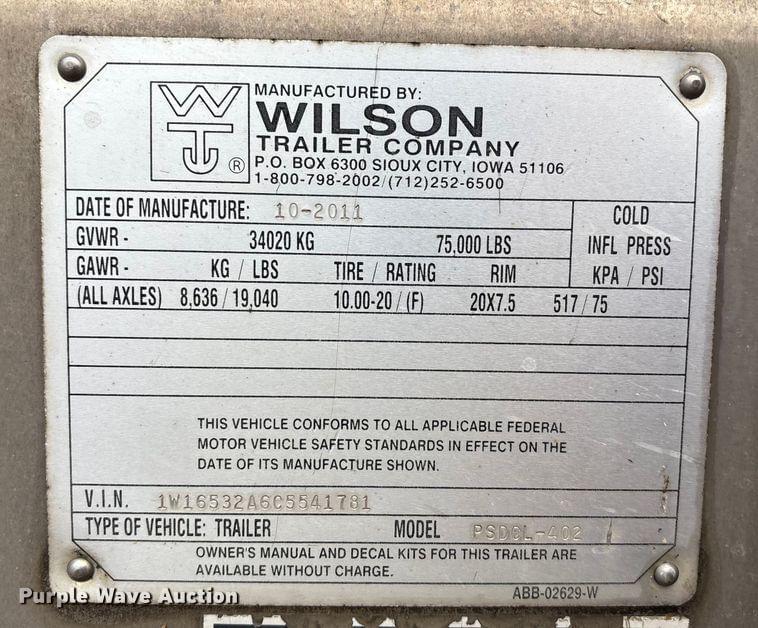 WTC ®
MANUFACTURED BY:
WILSON
TRAILER COMPANY
P.O. BOX 6300 SIOUX CITY, IOWA 51106
1-800-798-2002/(712)252-6500
DATE OF MANUFACTURE: 10-2011
COLD
GVWR - 34020 KG 75,000 LBS INFL PRESS
GAWR - KG / LBS TIRE / RATING RIM KPA / PSI
(ALL AXLES) 8,636 / 19,040 10.00-20 / (F) 20X7.5 517 / 75
THIS VEHICLE CONFORMS TO ALL APPLICABLE FEDERAL
MOTOR VEHICLE SAFETY STANDARDS IN EFFECT ON THE
DATE OF ITS MANUFACTURE SHOWN.
V.I.N. 1W16532A6C5541781
TYPE OF VEHICLE: TRAILER MODEL PSDCL-402
OWNER'S MANUAL AND DECAL KITS FOR THIS TRAILER ARE
AVAILABLE WITHOUT CHARGE.
ABB-02629-W
Purple Wave Auction